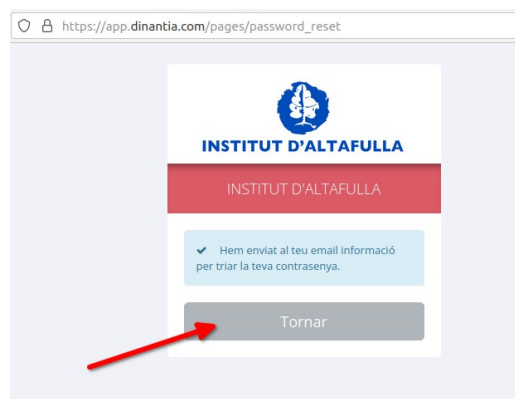 https://app.dinantia.com/pages/password_reset
INSTITUT D'ALTAFULLA
INSTITUT D'ALTAFULLA
✔ Hem enviat al teu email informació
per triar la teva contrasenya.
Tornar